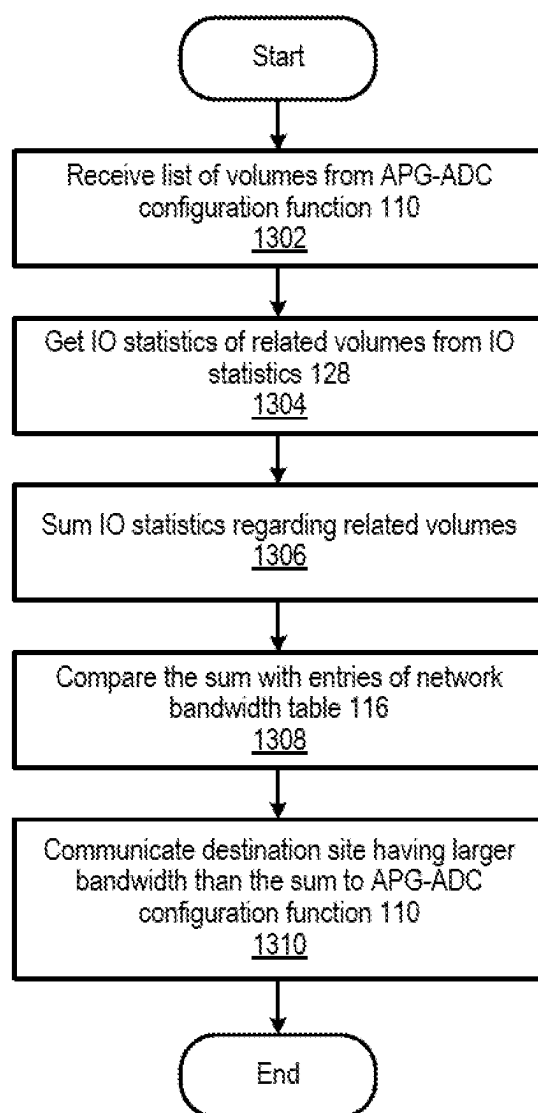 Start
Receive list of volumes from APG-ADC
configuration function 110
1302
Get IO statistics of related volumes from IO
statistics 128
1304
Sum IO statistics regarding related volumes
1306
Compare the sum with entries of network
bandwidth table 116
1308
Communicate destination site having larger
bandwidth than the sum to APG-ADC
configuration function 110
1310
End